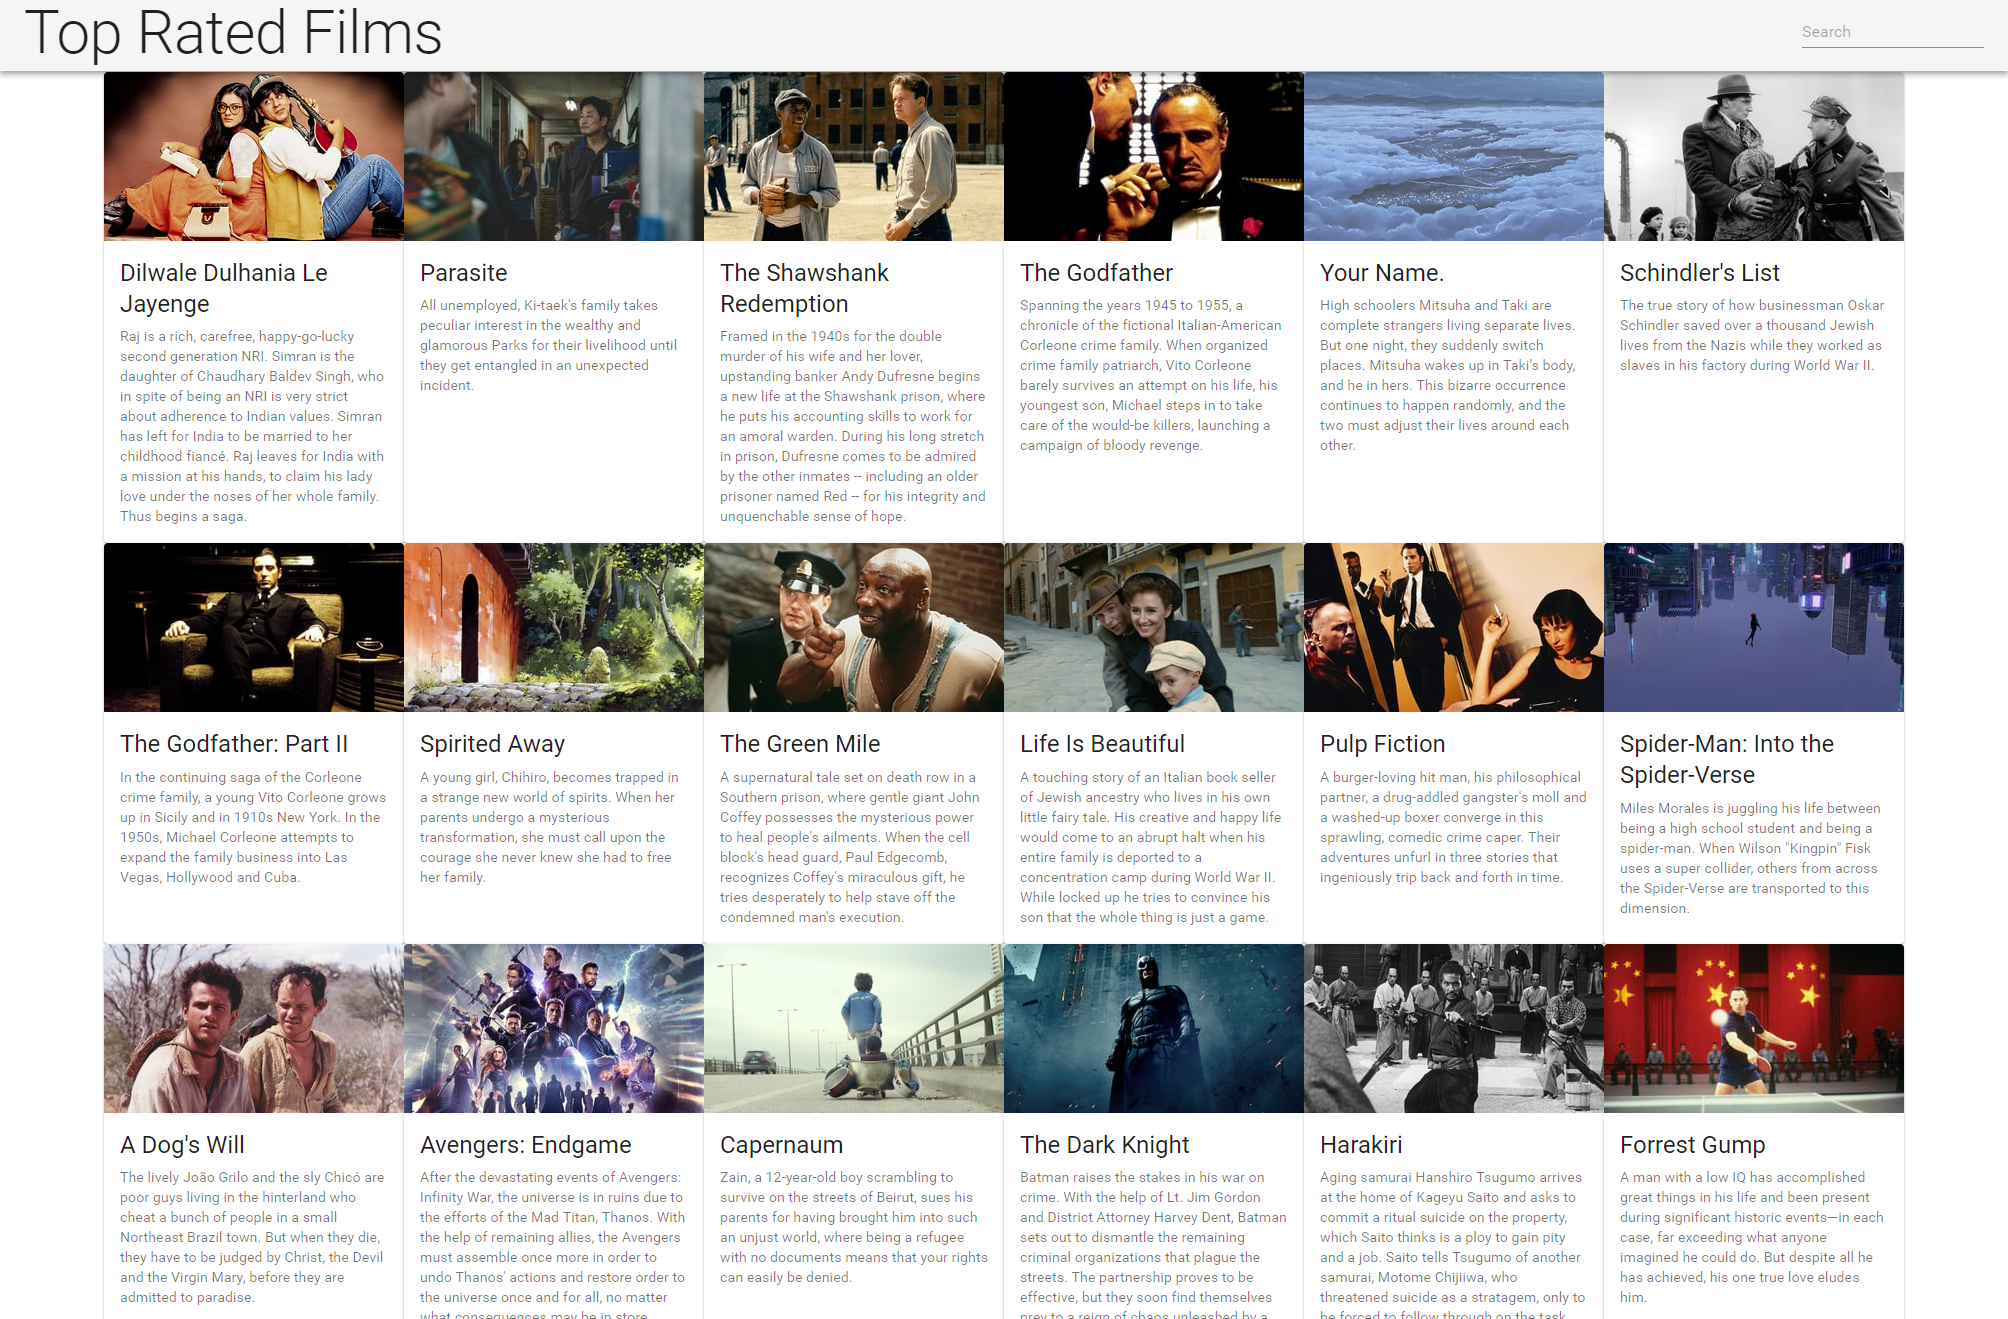 Top Rated Films
Search
Dilwale Dulhania Le
Jayenge
Raj is a rich, carefree, happy-go-lucky
second generation NRI. Simran is the
daughter of Chaudhary Baldev Singh, who
in spite of being an NRI is very strict
about adherence to Indian values. Simran
has left for India to be married to her
childhood fiancé. Raj leaves for India with
a mission at his hands, to claim his lady
love under the noses of her whole family.
Thus begins a saga.
Parasite
All unemployed, Ki-taek's family takes
peculiar interest in the wealthy and
glamorous Parks for their livelihood until
they get entangled in an unexpected
incident.
The Shawshank
Redemption
Framed in the 1940s for the double
murder of his wife and her lover,
upstanding banker Andy Dufresne begins
a new life at the Shawshank prison, where
he puts his accounting skills to work for
an amoral warden. During his long stretch
in prison, Dufresne comes to be admired
by the other inmates -- including an older
prisoner named Red -- for his integrity and
unquenchable sense of hope.
The Godfather
Spanning the years 1945 to 1955, a
chronicle of the fictional Italian-American
Corleone crime family. When organized
crime family patriarch, Vito Corleone
barely survives an attempt on his life, his
youngest son, Michael steps in to take
care of the would-be killers, launching a
campaign of bloody revenge.
Your Name.
High schoolers Mitsuha and Taki are
complete strangers living separate lives.
But one night, they suddenly switch
places. Mitsuha wakes up in Taki’s body,
and he in hers. This bizarre occurrence
continues to happen randomly, and the
two must adjust their lives around each
other.
Schindler's List
The true story of how businessman Oskar
Schindler saved over a thousand Jewish
lives from the Nazis while they worked as
slaves in his factory during World War II.
The Godfather: Part II
In the continuing saga of the Corleone
crime family, a young Vito Corleone grows
up in Sicily and in 1910s New York. In the
1950s, Michael Corleone attempts to
expand the family business into Las
Vegas, Hollywood and Cuba.
Spirited Away
A young girl, Chihiro, becomes trapped in
a strange new world of spirits. When her
parents undergo a mysterious
transformation, she must call upon the
courage she never knew she had to free
her family.
The Green Mile
A supernatural tale set on death row in a
Southern prison, where gentle giant John
Coffey possesses the mysterious power
to heal people's ailments. When the cell
block's head guard, Paul Edgecomb,
recognizes Coffey's miraculous gift, he
tries desperately to help stave off the
condemned man's execution.
Life Is Beautiful
A touching story of an Italian book seller
of Jewish ancestry who lives in his own
little fairy tale. His creative and happy life
would come to an abrupt halt when his
entire family is deported to a
concentration camp during World War II.
While locked up he tries to convince his
son that the whole thing is just a game.
Pulp Fiction
A burger-loving hit man, his philosophical
partner, a drug-addled gangster's moll and
a washed-up boxer converge in this
sprawling, comedic crime caper. Their
adventures unfurl in three stories that
ingeniously trip back and forth in time.
Spider-Man: Into the
Spider-Verse
Miles Morales is juggling his life between
being a high school student and being a
spider-man. When Wilson "Kingpin" Fisk
uses a super collider, others from across
the Spider-Verse are transported to this
dimension.
A Dog's Will
The lively João Grilo and the sly Chicó are
poor guys living in the hinterland who
cheat a bunch of people in a small
Northeast Brazil town. But when they die,
they have to be judged by Christ, the Devil
and the Virgin Mary, before they are
admitted to paradise.
Avengers: Endgame
After the devastating events of Avengers:
Infinity War, the universe is in ruins due to
the efforts of the Mad Titan, Thanos. With
the help of remaining allies, the Avengers
must assemble once more in order to
undo Thanos' actions and restore order to
the universe once and for all, no matter
what consequences may be in store
Capernaum
Zain, a 12-year-old boy scrambling to
survive on the streets of Beirut, sues his
parents for having brought him into such
an unjust world, where being a refugee
with no documents means that your rights
can easily be denied.
The Dark Knight
Batman raises the stakes in his war on
crime. With the help of Lt. Jim Gordon
and District Attorney Harvey Dent, Batman
sets out to dismantle the remaining
criminal organizations that plague the
streets. The partnership proves to be
effective, but they soon find themselves
prey to a reign of chaos unleashed by a
Harakiri
Aging samurai Hanshiro Tsugumo arrives
at the home of Kageyu Saito and asks to
commit a ritual suicide on the property,
which Saito thinks is a ploy to gain pity
and a job. Saito tells Tsugumo of another
samurai, Motome Chijiiwa, who
threatened suicide as a stratagem, only to
be forced to follow through on the task
Forrest Gump
A man with a low IQ has accomplished
great things in his life and been present
during significant historic events—in each
case, far exceeding what anyone
imagined he could do. But despite all he
has achieved, his one true love eludes
him.